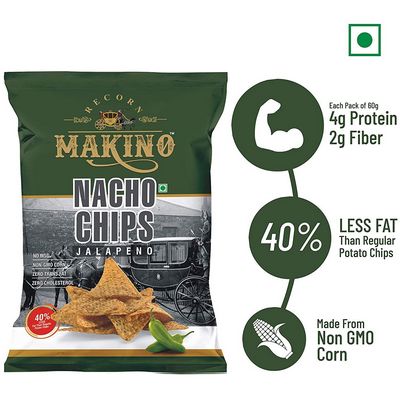 RECORN
MAKINO™
NACHO
CHIPS
JALAPENO
NO MSG
NON-GMO CORN
ZERO TRANS FAT
ZERO CHOLESTEROL
40%
Each Pack of 60g
4g Protein
2g Fiber
40%
LESS FAT
Than Regular
Potato Chips
Made From
Non GMO
Corn